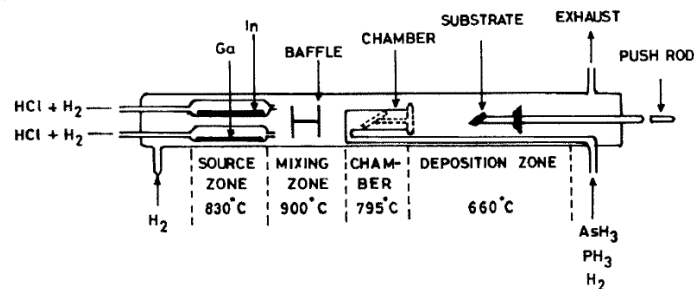 SUBSTRATE
EXHAUST
In
CHAMBER
Ga
BAFFLE
PUSH ROD
HCl + H2
HCl + H2
SOURCE
ZONE
830°C
MIXING
ZONE
900°C
CHAM-
BER
795°C
DEPOSITION ZONE
660°C
H2
AsH3
PH3
H2